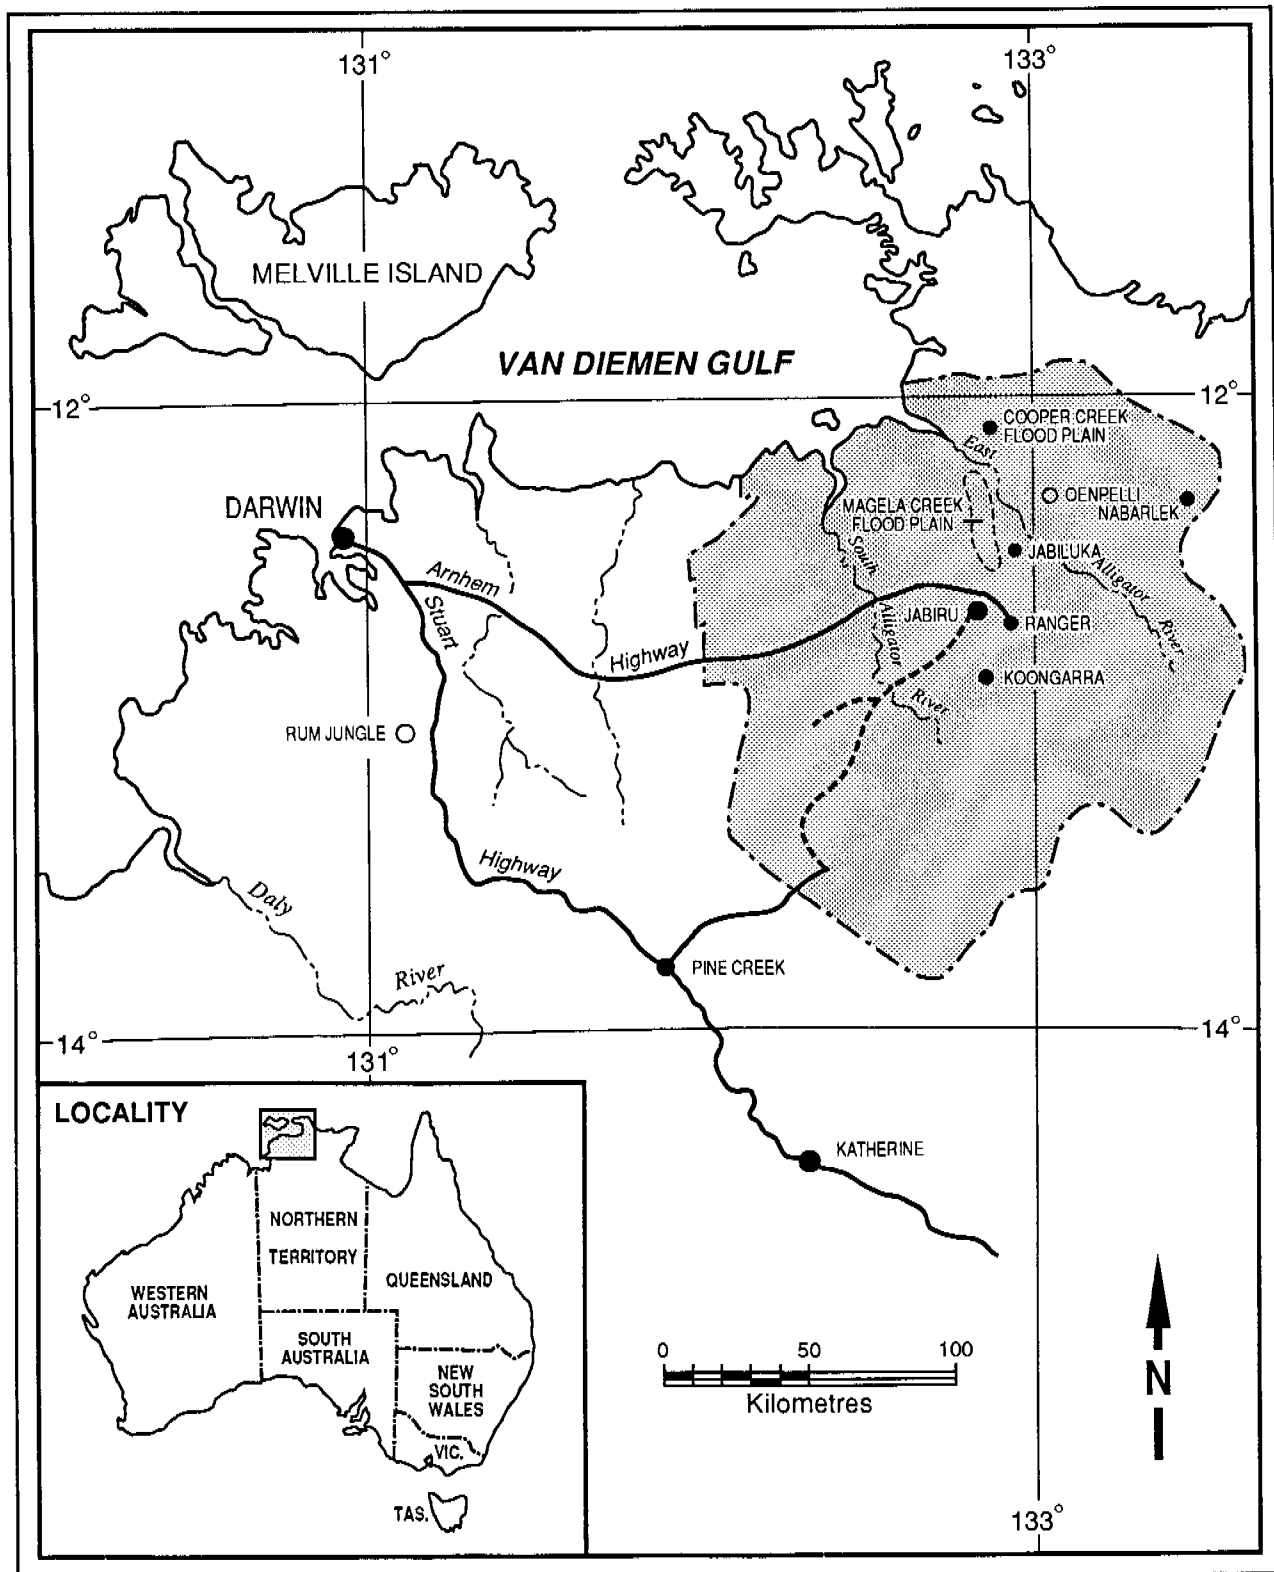 131°
133°
MELVILLE ISLAND
VAN DIEMEN GULF
12°
12°
COOPER CREEK
FLOOD PLAIN
East
OENPELLI
NABARLEK
MAGELA CREEK
FLOOD PLAIN
DARWIN
South
JABILUKA
Alligator
Arnhem
Stuart
JABIRU
Alligator
RANGER
River
Highway
KOONGARRA
River
RUM JUNGLE
Highway
Daly
River
PINE CREEK
14°
14°
131°
LOCALITY
KATHERINE
NORTHERN
TERRITORY
QUEENSLAND
WESTERN
AUSTRALIA
SOUTH
AUSTRALIA
NEW
SOUTH
WALES
VIC.
TAS.
0 50 100
Kilometres
N
133°